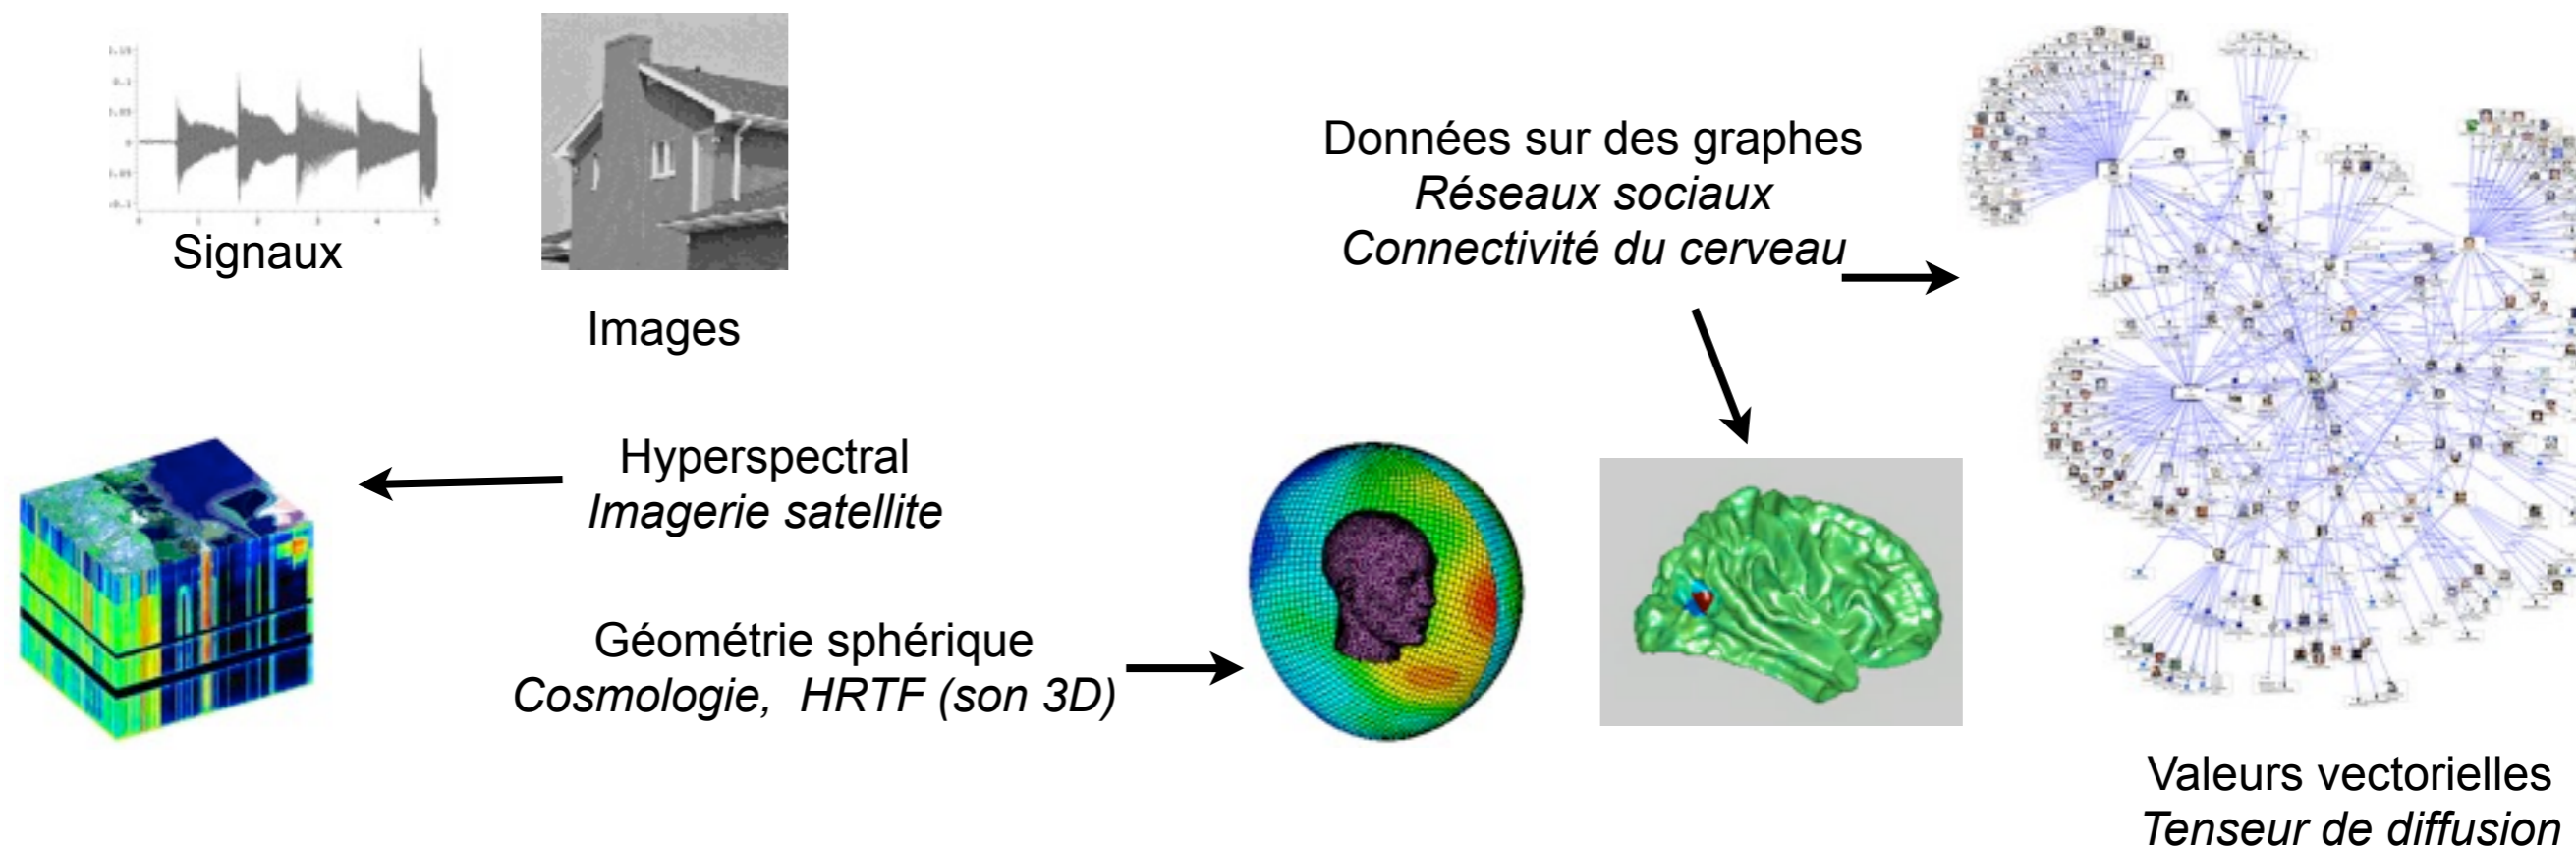 Signaux
Images
Données sur des graphes
Réseaux sociaux
Connectivité du cerveau
Hyperspectral
Imagerie satellite
Géométrie sphérique
Cosmologie, HRTF (son 3D)
Valeurs vectorielles
Tenseur de diffusion